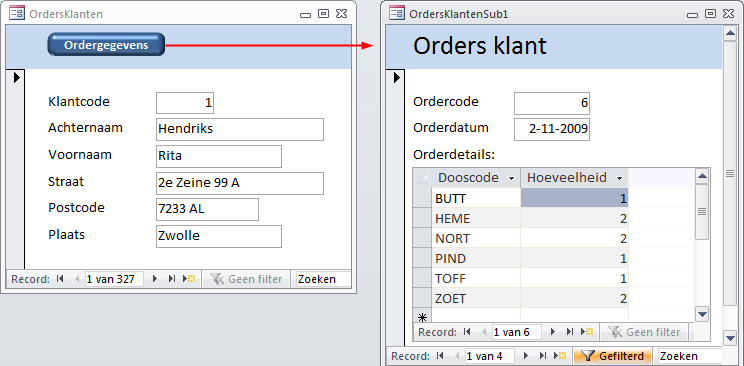 OrdersKlanten
Ordergegevens
Klantcode 1
Achternaam Hendriks
Voornaam Rita
Straat 2e Zeine 99 A
Postcode 7233 AL
Plaats Zwolle
Record: 1 van 327 Geen filter Zoeken
OrdersKlantenSub1
Orders klant
Ordercode 6
Orderdatum 2-11-2009
Orderdetails:
Dooscode Hoeveelheid
BUTT 1
HEME 2
NORT 2
PIND 1
TOFF 1
ZOET 2
Record: 1 van 6 Geen filter
Record: 1 van 4 Gefilterd Zoeken